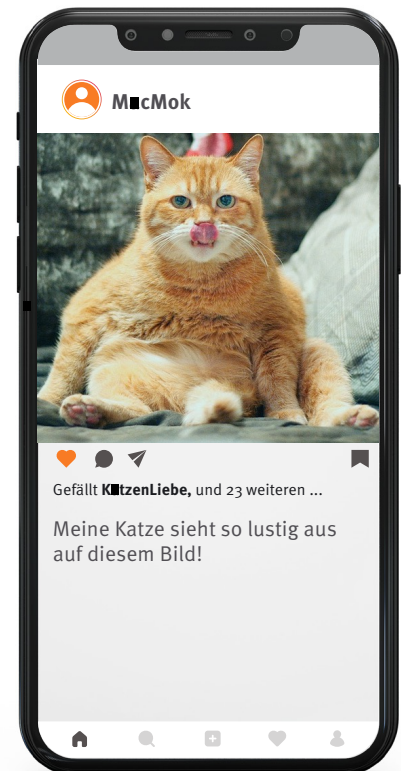 Gefällt und 23 weiteren ...
Meine Katze sieht so lustig aus
auf diesem Bild!